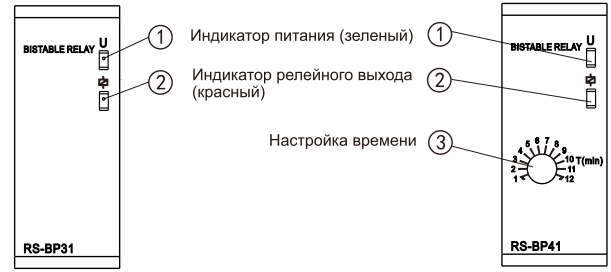 BISTABLE RELAY U
1 Индикатор питания (зеленый) 1
BISTABLE RELAY U
2 Индикатор релейного выхода 2
(красный)
Настройка времени 3
1 2 3 4 5 6 7 8 9 10 11 12 T(min)
RS-BP31
RS-BP41